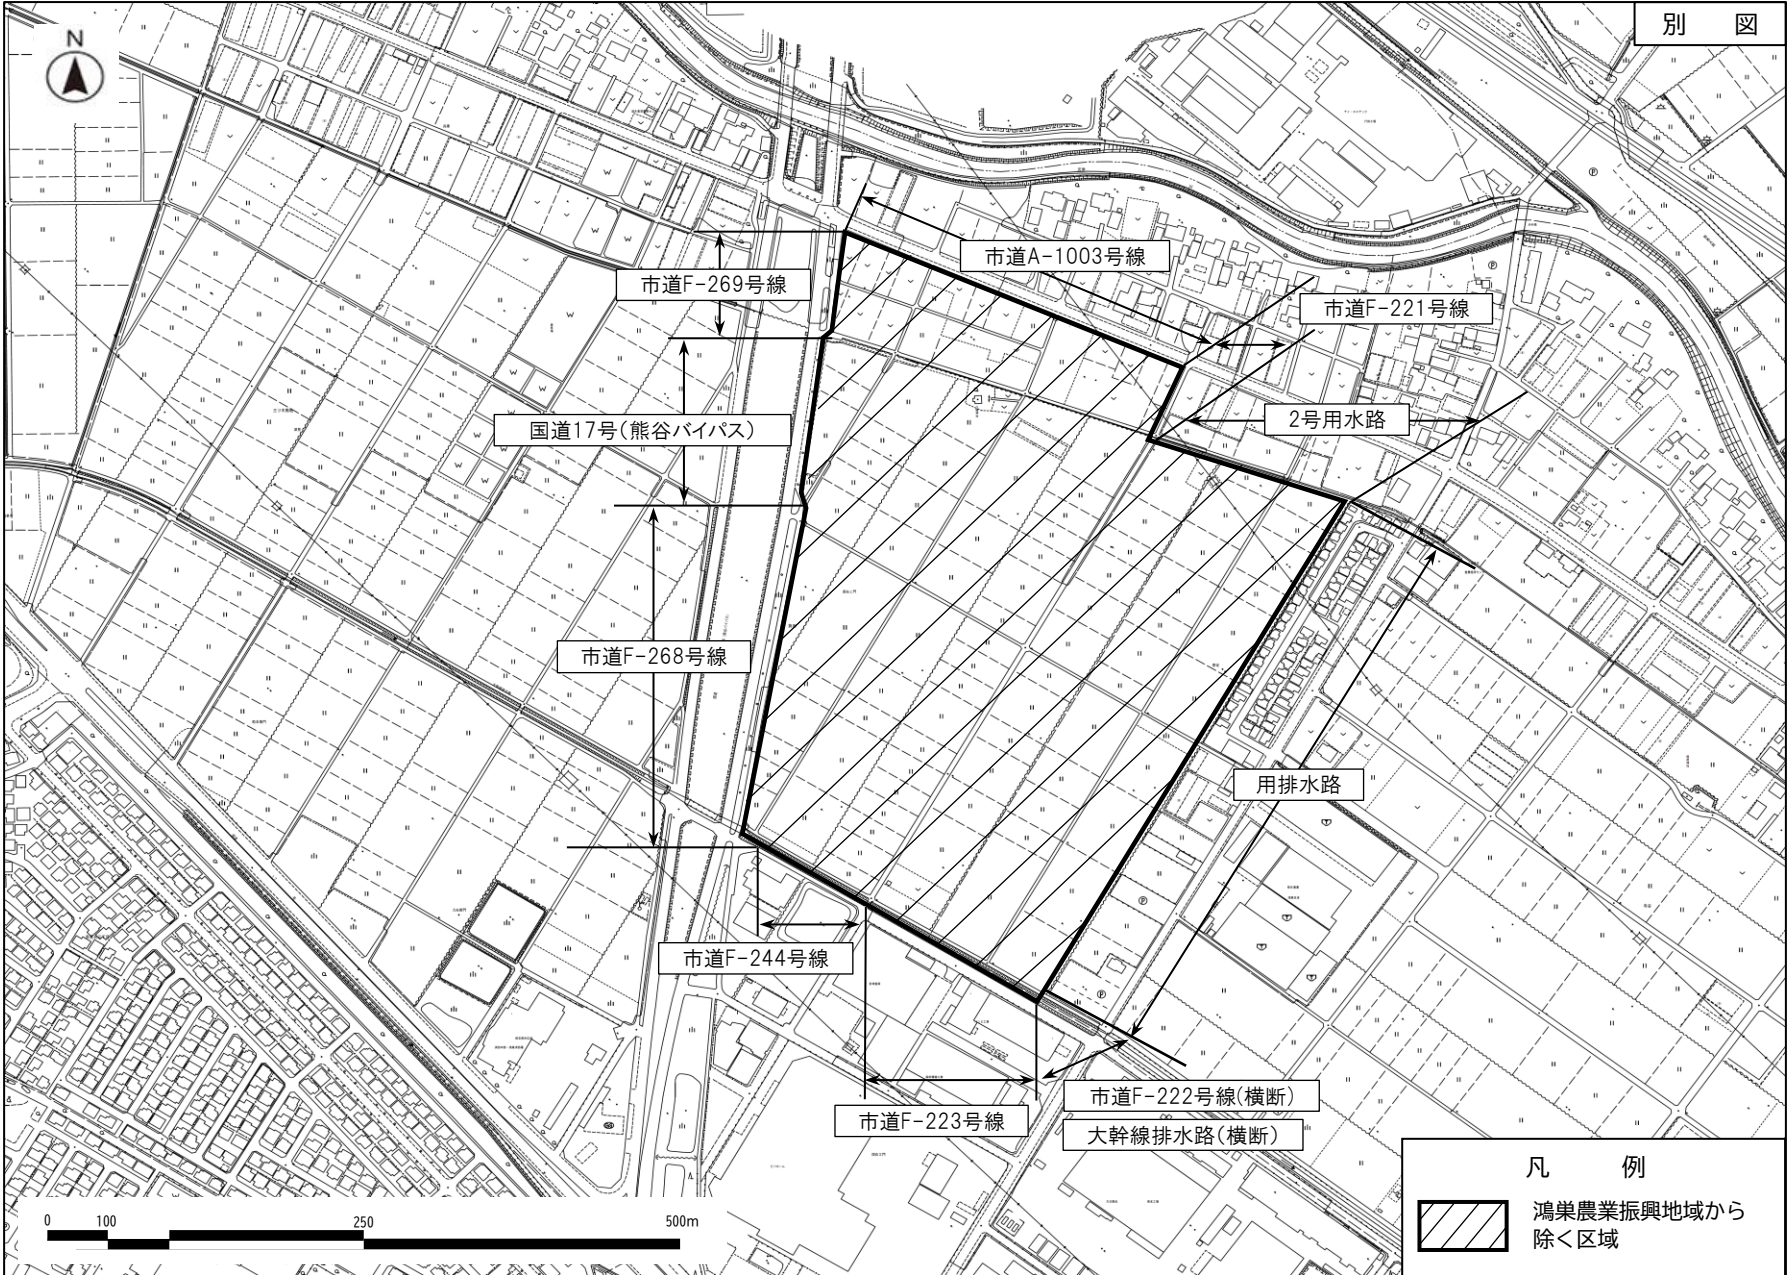 別 図
N
市道A-1003号線
市道F-269号線
市道F-221号線
2号用水路
国道17号(熊谷バイパス)
市道F-268号線
用排水路
市道F-244号線
市道F-222号線(横断)
市道F-223号線
大幹線排水路(横断)
凡 例
鴻巣農業振興地域から
除く区域
0 100 250 500m